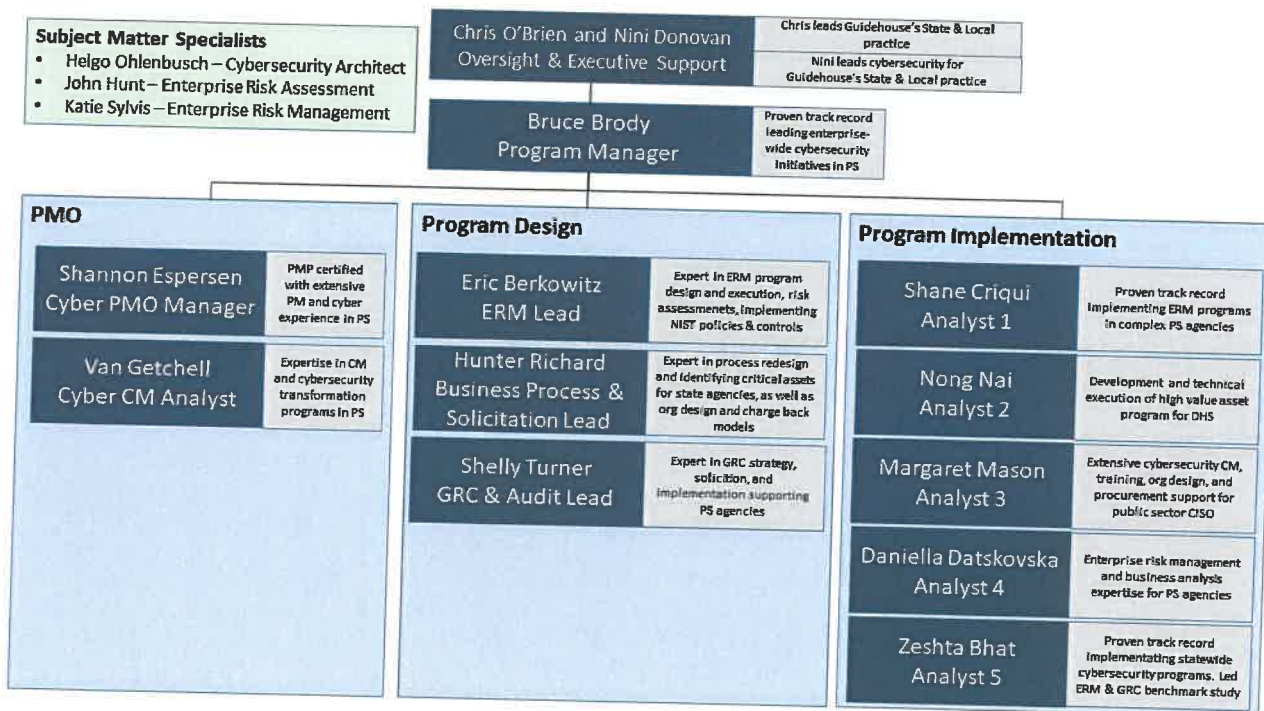 Subject Matter Specialists
• Helgo Ohlenbusch – Cybersecurity Architect
• John Hunt – Enterprise Risk Assessment
• Katie Sylvis – Enterprise Risk Management
Chris O'Brien and Nini Donovan
Oversight & Executive Support
Chris leads Guidehouse's State & Local
practice
Nini leads cybersecurity for
Guidehouse's State & Local practice
Bruce Brody
Program Manager
Proven track record
leading enterprise-
wide cybersecurity
initiatives in PS
PMO
Shannon Espersen
Cyber PMO Manager
PMP certified
with extensive
PM and cyber
experience in PS
Van Getchell
Cyber CM Analyst
Expertise in CM
and cybersecurity
transformation
programs in PS
Program Design
Eric Berkowitz
ERM Lead
Expert in ERM program
design and execution, risk
assessmenets, implementing
NIST policies & controls
Hunter Richard
Business Process &
Solicitation Lead
Expert in process redesign
and identifying critical assets
for state agencies, as well as
org design and charge back
models
Shelly Turner
GRC & Audit Lead
Expert in GRC strategy,
solicition, and
implementation supporting
PS agencies
Program Implementation
Shane Criqui
Analyst 1
Proven track record
implementing ERM programs
in complex PS agencies
Nong Nai
Analyst 2
Development and technical
execution of high value asset
program for DHS
Margaret Mason
Analyst 3
Extensive cybersecurity CM,
training, org design, and
procurement support for
public sector CISO
Daniella Datskovska
Analyst 4
Enterprise risk management
and business analysis
expertise for PS agencies
Zeshta Bhat
Analyst 5
Proven track record
implementating statewide
cybersecurity programs. Led
ERM & GRC benchmark study